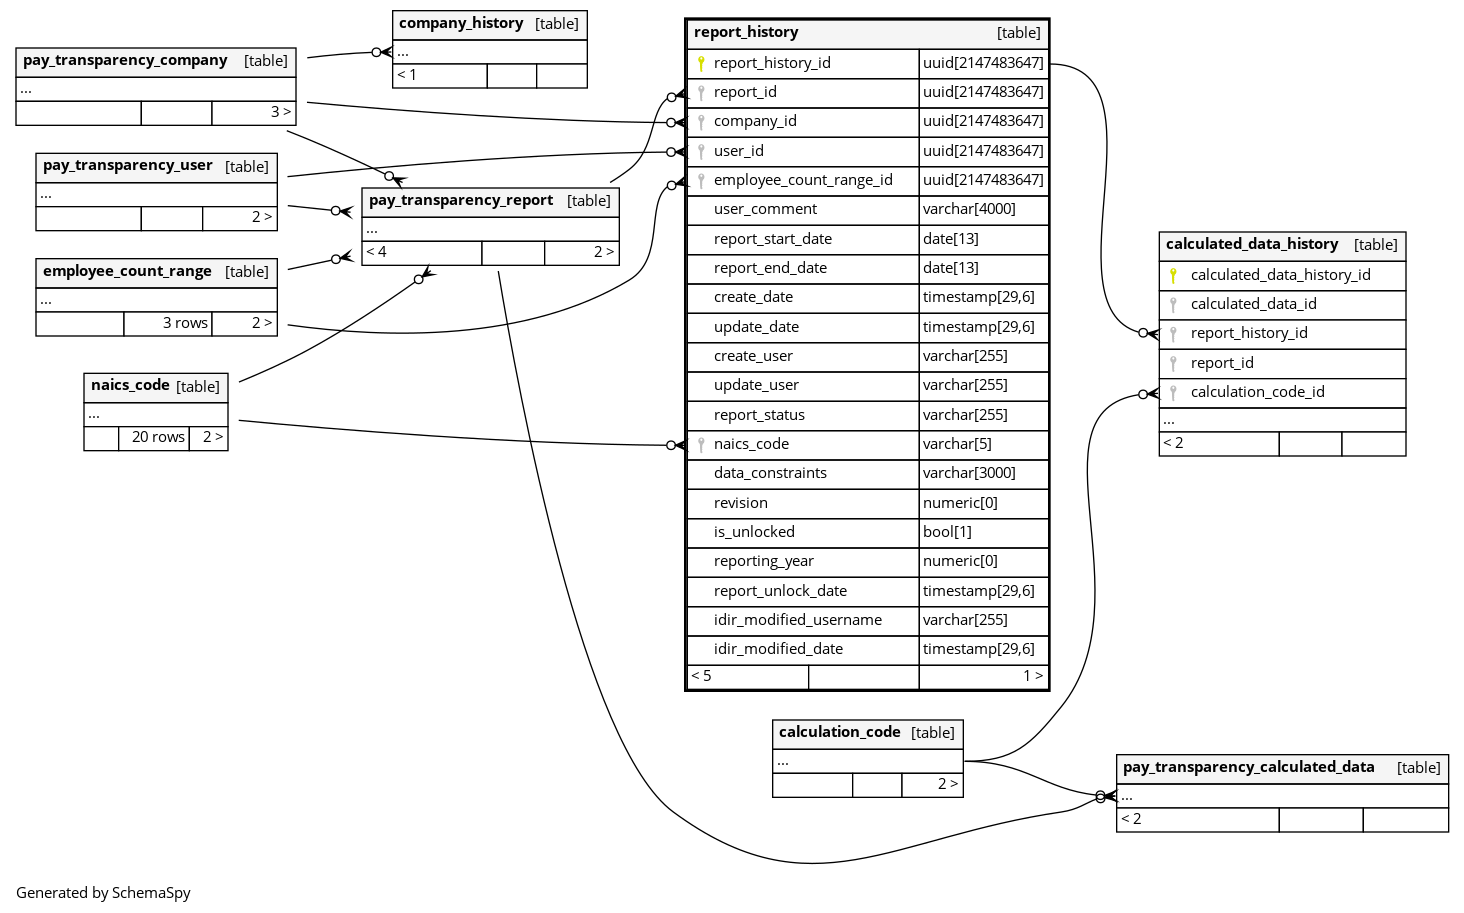 company_history [table]
...
< 1
pay_transparency_company [table]
...
3 >
pay_transparency_user [table]
...
2 >
employee_count_range [table]
...
3 rows 2 >
naics_code [table]
...
20 rows 2 >
pay_transparency_report [table]
...
< 4 2 >
report_history [table]
report_history_id uuid[2147483647]
report_id uuid[2147483647]
company_id uuid[2147483647]
user_id uuid[2147483647]
employee_count_range_id uuid[2147483647]
user_comment varchar[4000]
report_start_date date[13]
report_end_date date[13]
create_date timestamp[29,6]
update_date timestamp[29,6]
create_user varchar[255]
update_user varchar[255]
report_status varchar[255]
naics_code varchar[5]
data_constraints varchar[3000]
revision numeric[0]
is_unlocked bool[1]
reporting_year numeric[0]
report_unlock_date timestamp[29,6]
idir_modified_username varchar[255]
idir_modified_date timestamp[29,6]
< 5 1 >
calculated_data_history [table]
calculated_data_history_id
calculated_data_id
report_history_id
report_id
calculation_code_id
...
< 2
calculation_code [table]
...
2 >
pay_transparency_calculated_data [table]
...
< 2
Generated by SchemaSpy